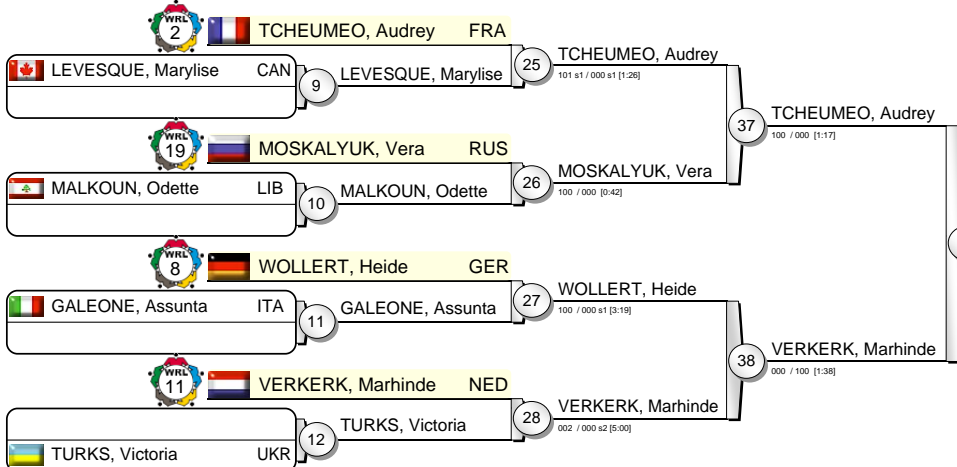 WRL
2
TCHEUMEO, Audrey FRA
LEVESQUE, Marylise CAN
9
LEVESQUE, Marylise
25
TCHEUMEO, Audrey
101 s1 / 000 s1 [1:26]
37
TCHEUMEO, Audrey
100 / 000 [1:17]
WRL
19
MOSKALYUK, Vera RUS
MALKOUN, Odette LIB
10
MALKOUN, Odette
26
MOSKALYUK, Vera
100 / 000 [0:42]
WRL
8
WOLLERT, Heide GER
GALEONE, Assunta ITA
11
GALEONE, Assunta
27
WOLLERT, Heide
100 / 000 s1 [3:19]
38
VERKERK, Marhinde
000 / 100 [1:38]
WRL
11
VERKERK, Marhinde NED
TURKS, Victoria UKR
12
TURKS, Victoria
28
VERKERK, Marhinde
002 / 000 s2 [5:00]